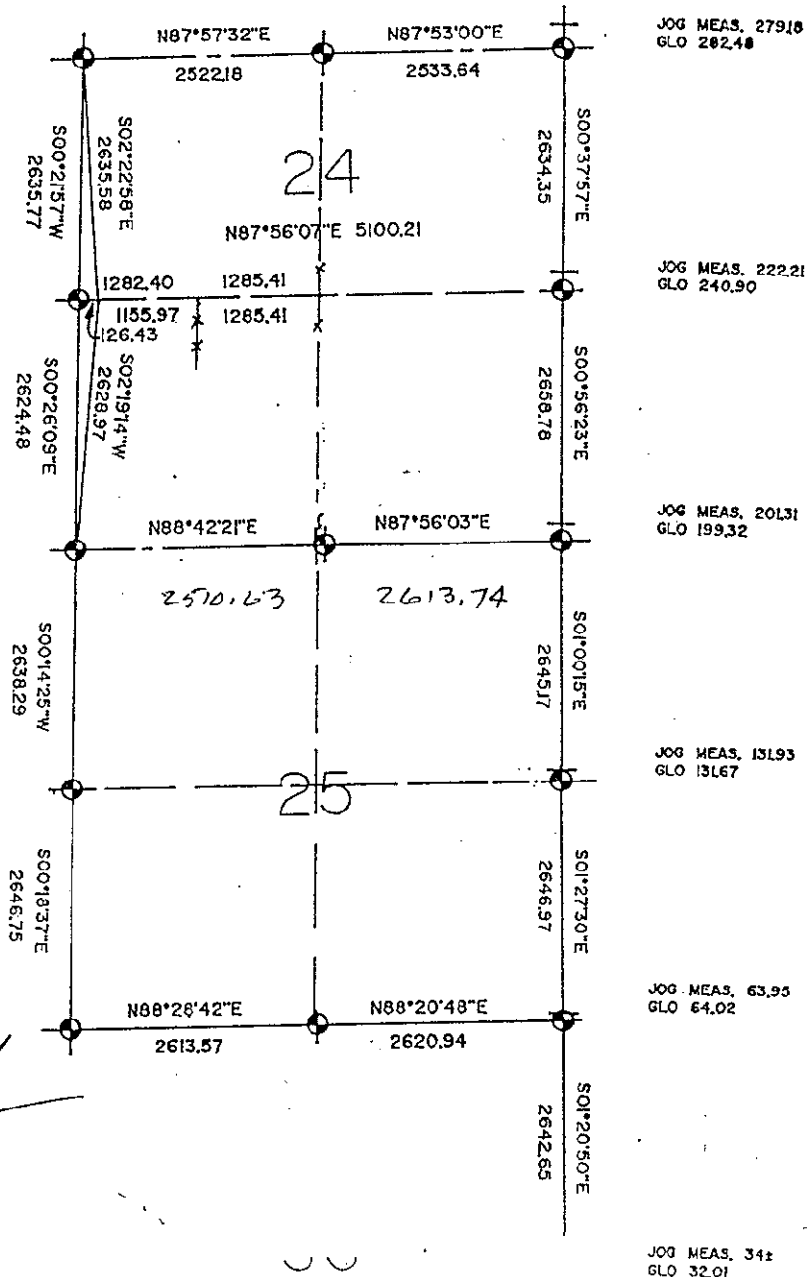 N87°57'32"E
2522.18
N87°53'00"E
2533.64
JOG MEAS. 279.18
GLO 282.48
S00°21'57"W
2635.77
S02°22'58"E
2635.58
24
S00°37'57"E
2634.35
N87°56'07"E 5100.21
JOG MEAS. 222.21
GLO 240.90
1282.40
1285.41
1155.97
1285.41
126.43
S00°26'09"E
2624.48
S02°19'14"W
2628.97
S00°56'23"E
2658.78
JOG MEAS. 201.31
GLO 199.32
N88°42'21"E
N87°56'03"E
2613.74
S00°14'25"W
2638.29
S01°00'15"E
2645.17
JOG MEAS. 131.93
GLO 131.67
25
S00°18'37"E
2646.75
S01°27'30"E
2646.97
JOG MEAS. 63.95
GLO 64.02
N88°28'42"E
2613.57
N88°20'48"E
2620.94
S01°20'50"E
2642.65
JOG MEAS. 34±
GLO 32.01